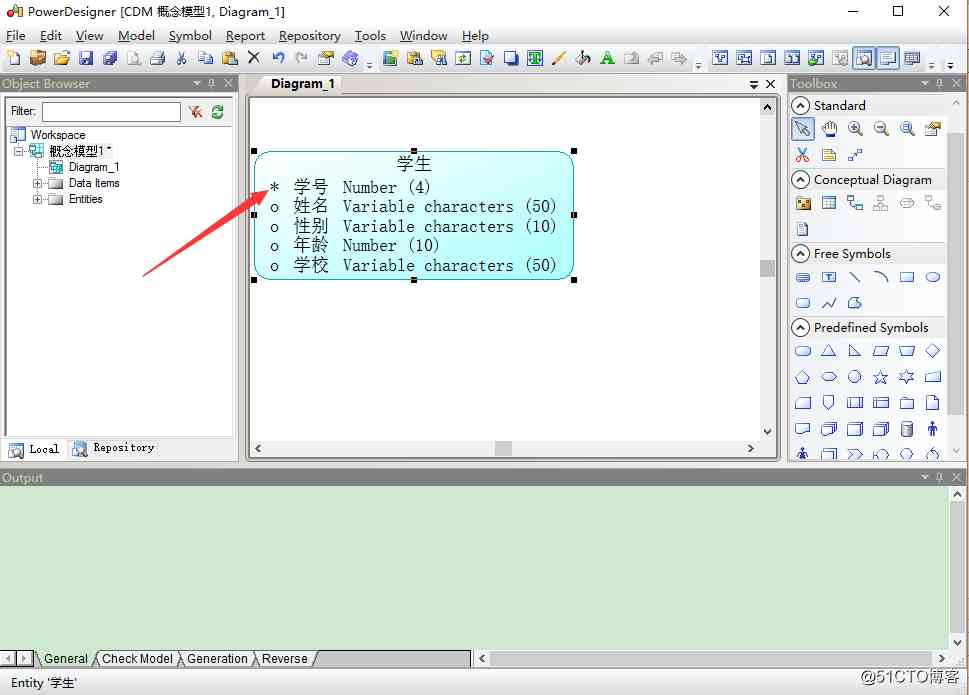 PowerDesigner [CDM 概念模型1, Diagram_1]
File Edit View Model Symbol Report Repository Tools Window Help
Object Browser
Filter:
Workspace
概念模型1 *
Diagram_1
Data Items
Entities
Local Repository
Diagram_1
学生
* 学号 Number (4)
o 姓名 Variable characters (50)
o 性别 Variable characters (10)
o 年龄 Number (10)
o 学校 Variable characters (50)
Toolbox
Standard
Conceptual Diagram
Free Symbols
Predefined Symbols
Output
General Check Model Generation Reverse
Entity '学生'
@51CTO博客